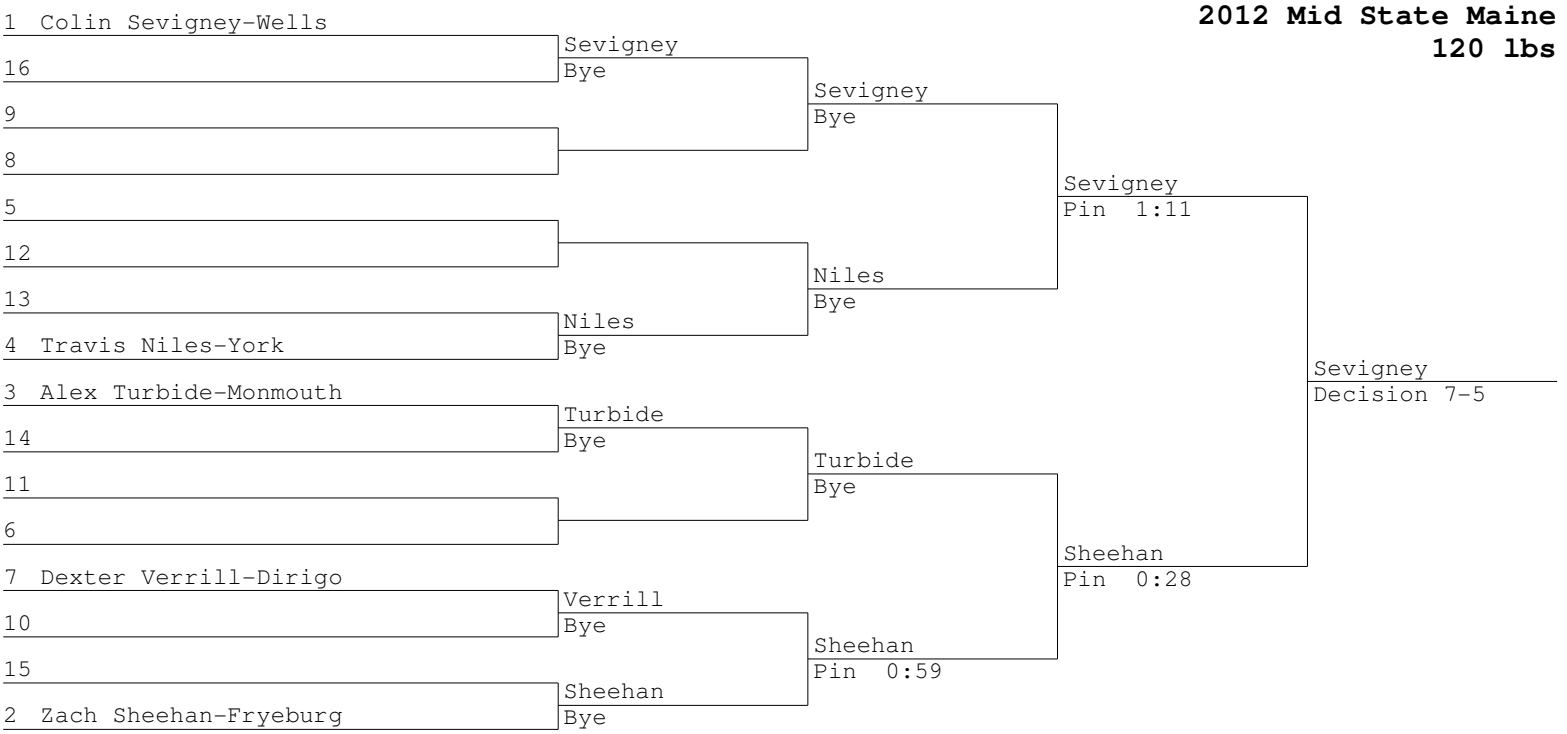 2012 Mid State Maine
120 lbs
1 Colin Sevigney-Wells
Sevigney
16
Bye
Sevigney
9
Bye
8
Sevigney
5
Pin 1:11
12
Niles
13
Bye
Niles
4 Travis Niles-York
Bye
Sevigney
3 Alex Turbide-Monmouth
Decision 7-5
Turbide
14
Bye
Turbide
11
Bye
6
Sheehan
7 Dexter Verrill-Dirigo
Pin 0:28
Verrill
10
Bye
Sheehan
15
Pin 0:59
Sheehan
2 Zach Sheehan-Fryeburg
Bye